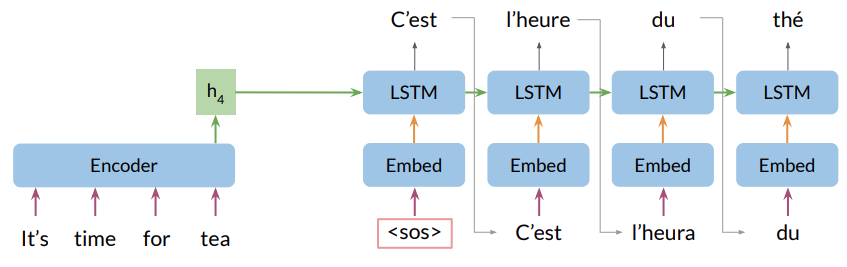 C'est l'heure du thé
h4 LSTM LSTM LSTM LSTM
Encoder Embed Embed Embed Embed
It's time for tea <sos> C'est l'heura du